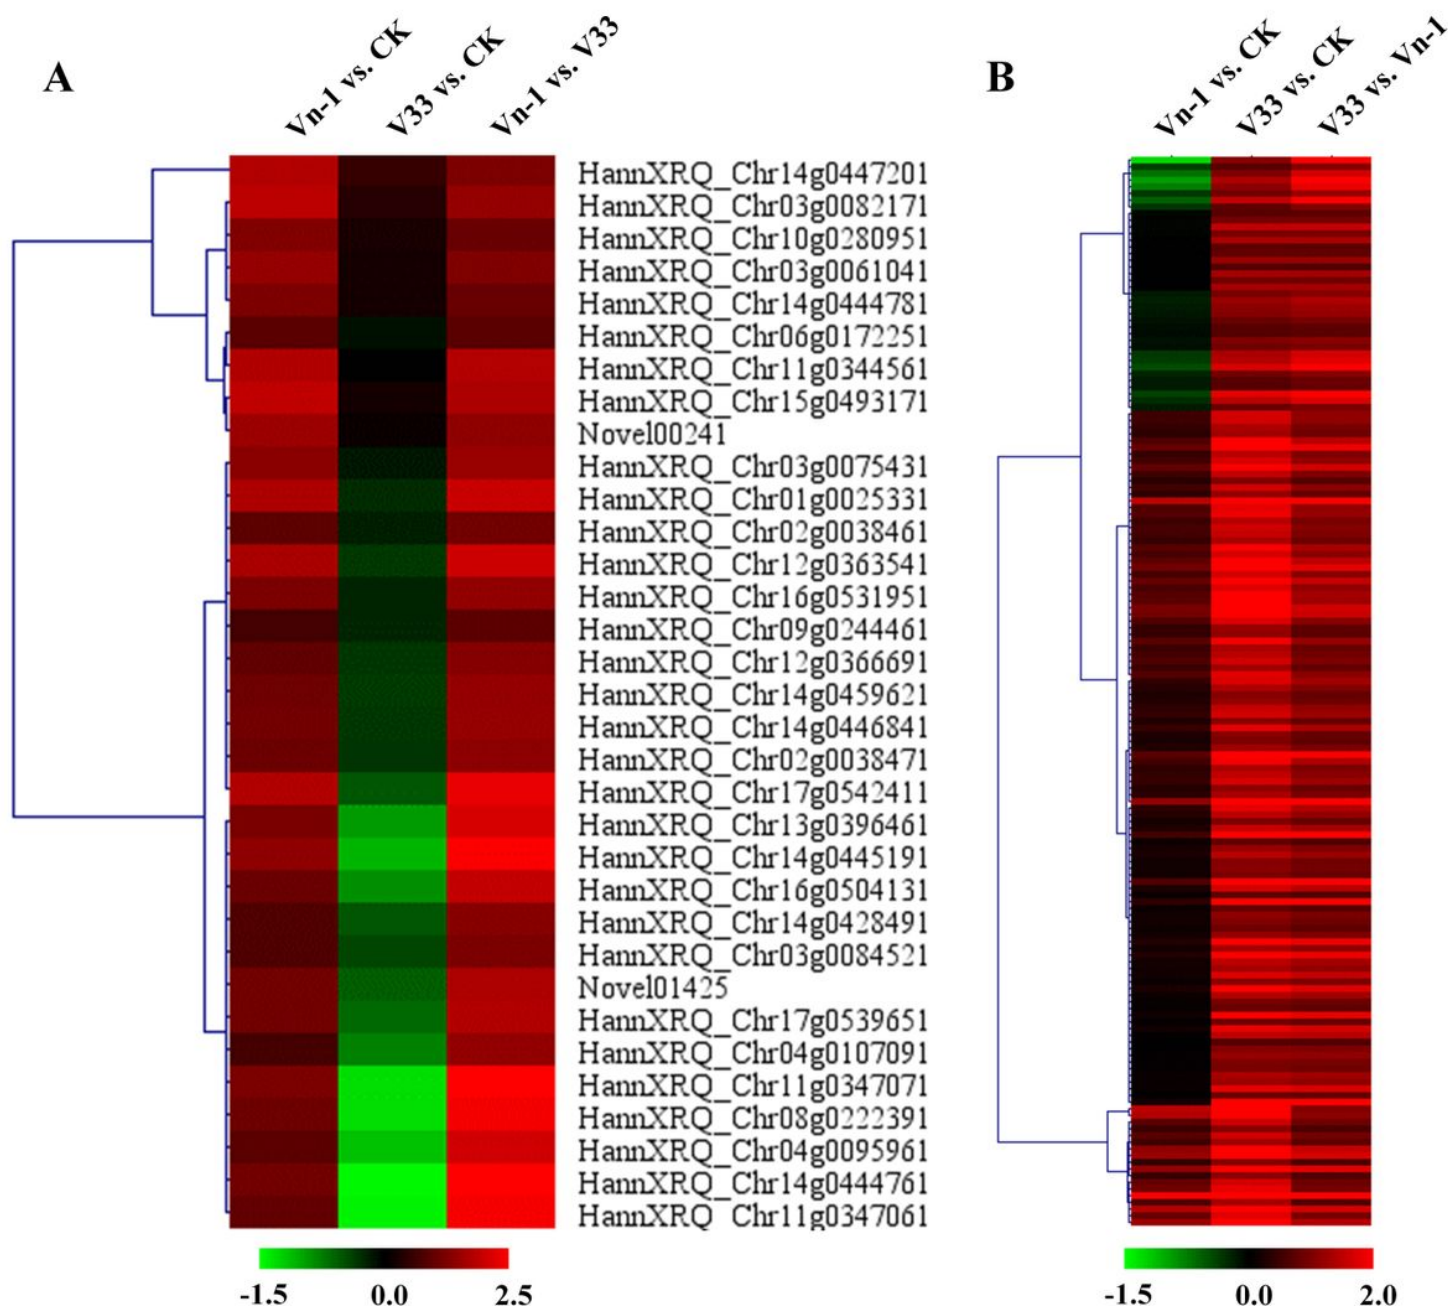 A
Vn-1 vs. CK
V33 vs. CK
Vn-1 vs. V33
HannXRQ_Chr14g0447201
HannXRQ_Chr03g0082171
HannXRQ_Chr10g0280951
HannXRQ_Chr03g0061041
HannXRQ_Chr14g0444781
HannXRQ_Chr06g0172251
HannXRQ_Chr11g0344561
HannXRQ_Chr15g0493171
Novel00241
HannXRQ_Chr03g0075431
HannXRQ_Chr01g0025331
HannXRQ_Chr02g0038461
HannXRQ_Chr12g0363541
HannXRQ_Chr16g0531951
HannXRQ_Chr09g0244461
HannXRQ_Chr12g0366691
HannXRQ_Chr14g0459621
HannXRQ_Chr14g0446841
HannXRQ_Chr02g0038471
HannXRQ_Chr17g0542411
HannXRQ_Chr13g0396461
HannXRQ_Chr14g0445191
HannXRQ_Chr16g0504131
HannXRQ_Chr14g0428491
HannXRQ_Chr03g0084521
Novel01425
HannXRQ_Chr17g0539651
HannXRQ_Chr04g0107091
HannXRQ_Chr11g0347071
HannXRQ_Chr08g0222391
HannXRQ_Chr04g0095961
HannXRQ_Chr14g0444761
HannXRQ_Chr11g0347061
-1.5 0.0 2.5
B
Vn-1 vs. CK
V33 vs. CK
V33 vs. Vn-1
-1.5 0.0 2.0